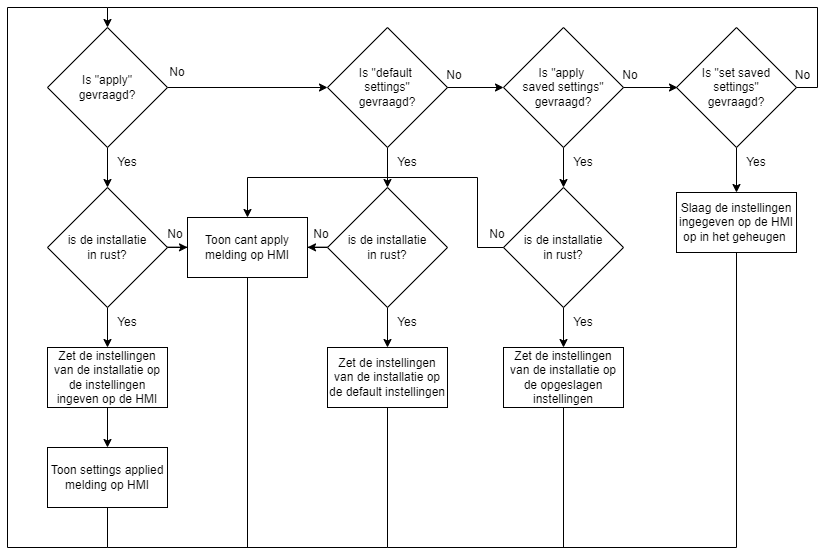 Is "apply"
gevraagd?
No
Is "default
settings"
gevraagd?
No
Is "apply
saved settings"
gevraagd?
No
Is "set saved
settings"
gevraagd?
No
Yes
Yes
Yes
Yes
is de installatie
in rust?
No
Toon cant apply
melding op HMI
No
is de installatie
in rust?
No
is de installatie
in rust?
Slaag de instellingen
ingegeven op de HMI
op in het geheugen
Yes
Yes
Yes
Zet de instellingen
van de installatie op
de instellingen
ingeven op de HMI
Zet de instellingen
van de installatie op
de default instellingen
Zet de instellingen
van de installatie op
de opgeslagen
instellingen
Toon settings applied
melding op HMI